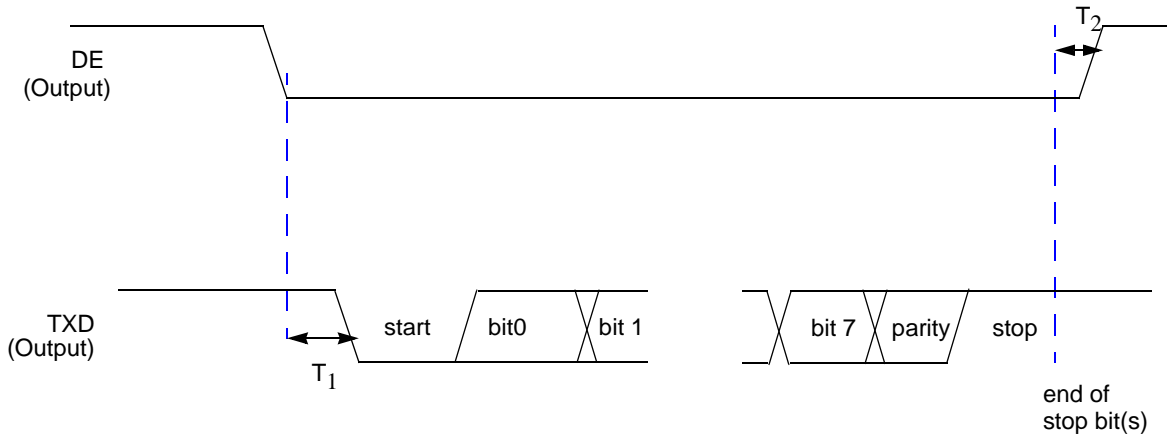 T2
DE
(Output)
TXD
(Output)
start
bit0
bit 1
bit 7
parity
stop
T1
end of
stop bit(s)